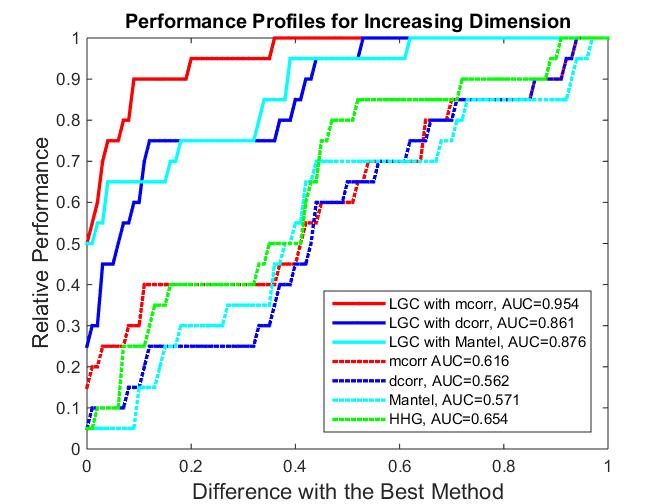 Performance Profiles for Increasing Dimension
1
0.9
0.8
0.7
0.6
0.5
0.4
0.3
0.2
0.1
0
Relative Performance
LGC with mcorr, AUC=0.954
LGC with dcorr, AUC=0.861
LGC with Mantel, AUC=0.876
mcorr AUC=0.616
dcorr, AUC=0.562
Mantel, AUC=0.571
HHG, AUC=0.654
0 0.2 0.4 0.6 0.8 1
Difference with the Best Method